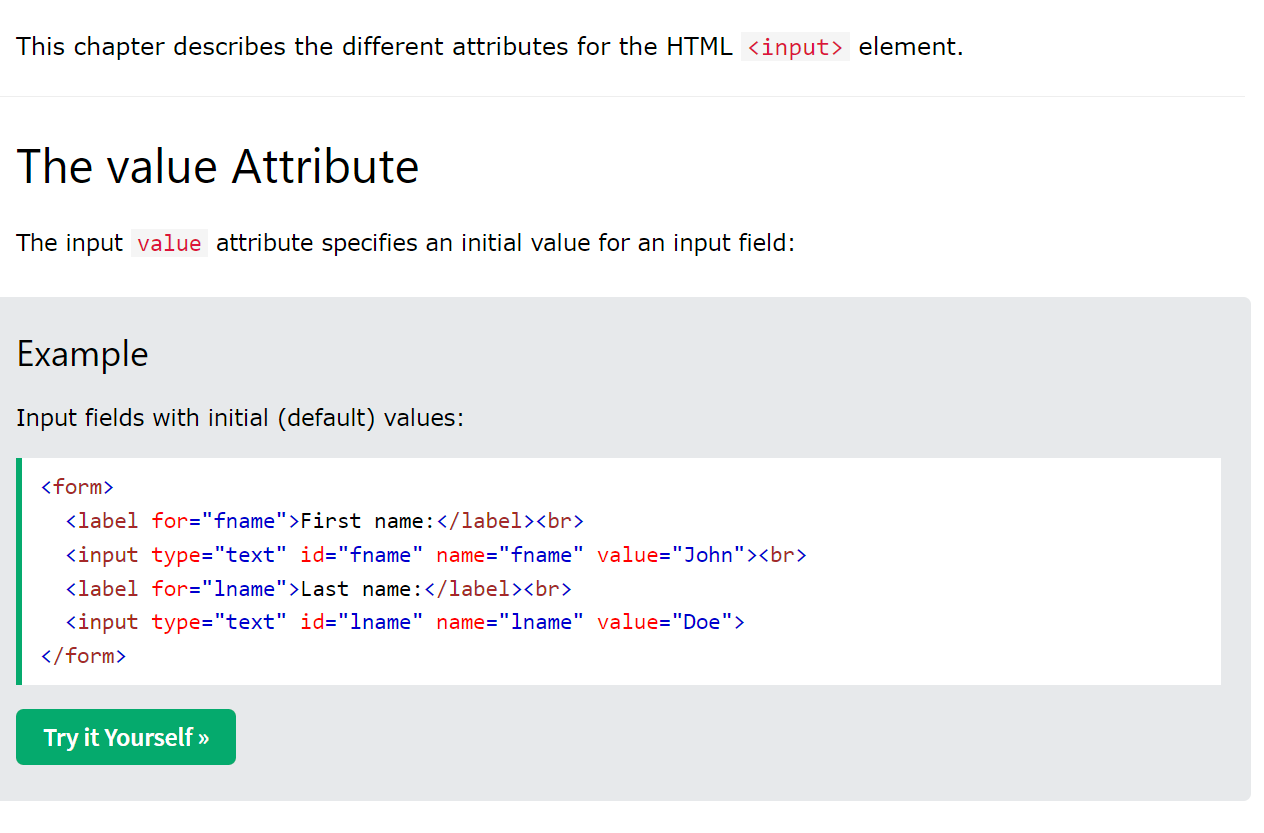 This chapter describes the different attributes for the HTML <input> element.
The value Attribute
The input value attribute specifies an initial value for an input field:
Example
Input fields with initial (default) values:
<form>
  <label for="fname">First name:</label><br>
  <input type="text" id="fname" name="fname" value="John"><br>
  <label for="lname">Last name:</label><br>
  <input type="text" id="lname" name="lname" value="Doe">
</form>
Try it Yourself »